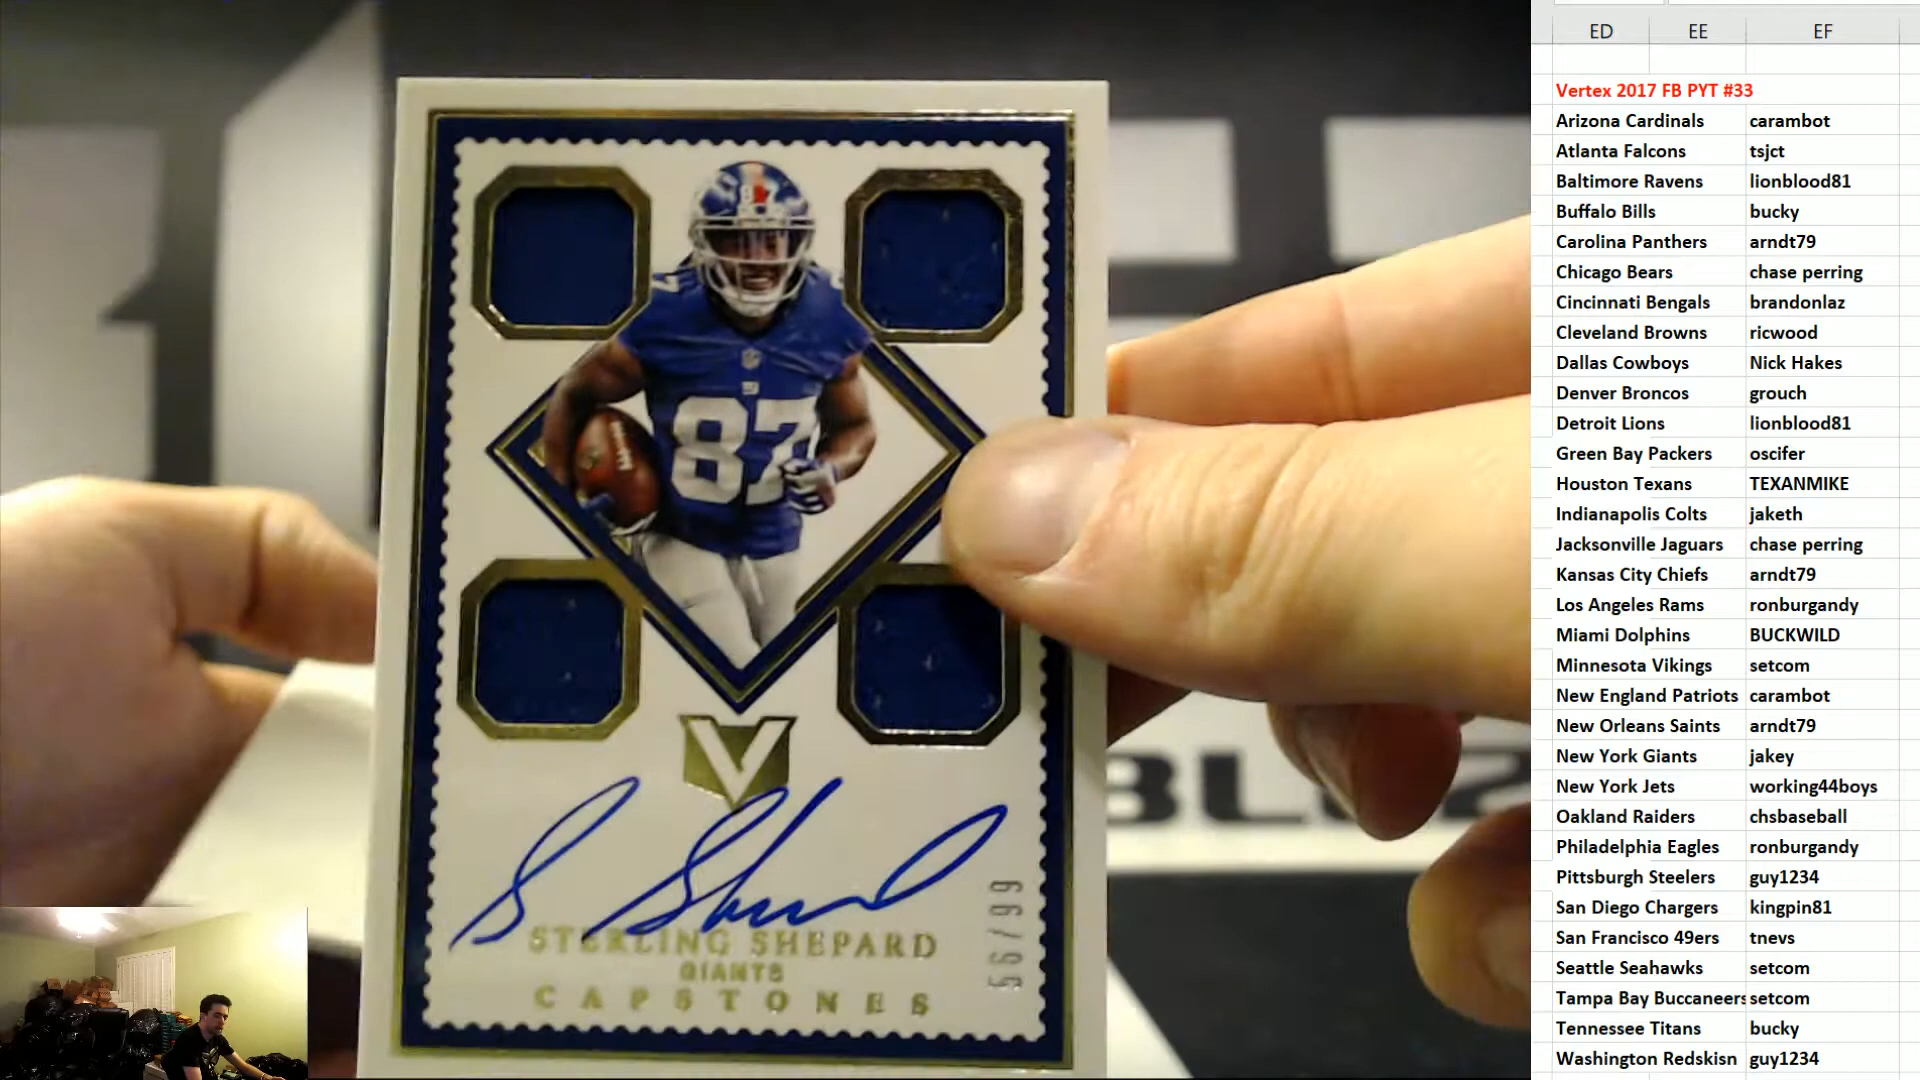 87
87
V
S Shepard
STERLING SHEPARD
GIANTS
CAPSTONES
ED EE EF
Vertex 2017 FB PYT #33
Arizona Cardinals carambot
Atlanta Falcons tsjct
Baltimore Ravens lionblood81
Buffalo Bills bucky
Carolina Panthers arndt79
Chicago Bears chase perring
Cincinnati Bengals brandonlaz
Cleveland Browns ricwood
Dallas Cowboys Nick Hakes
Denver Broncos grouch
Detroit Lions lionblood81
Green Bay Packers oscifer
Houston Texans TEXANMIKE
Indianapolis Colts jaketh
Jacksonville Jaguars chase perring
Kansas City Chiefs arndt79
Los Angeles Rams ronburgandy
Miami Dolphins BUCKWILD
Minnesota Vikings setcom
New England Patriots carambot
New Orleans Saints arndt79
New York Giants jakey
New York Jets working44boys
Oakland Raiders chsbaseball
Philadelphia Eagles ronburgandy
Pittsburgh Steelers guy1234
San Diego Chargers kingpin81
San Francisco 49ers tnevs
Seattle Seahawks setcom
Tampa Bay Buccaneers setcom
Tennessee Titans bucky
Washington Redskisn guy1234